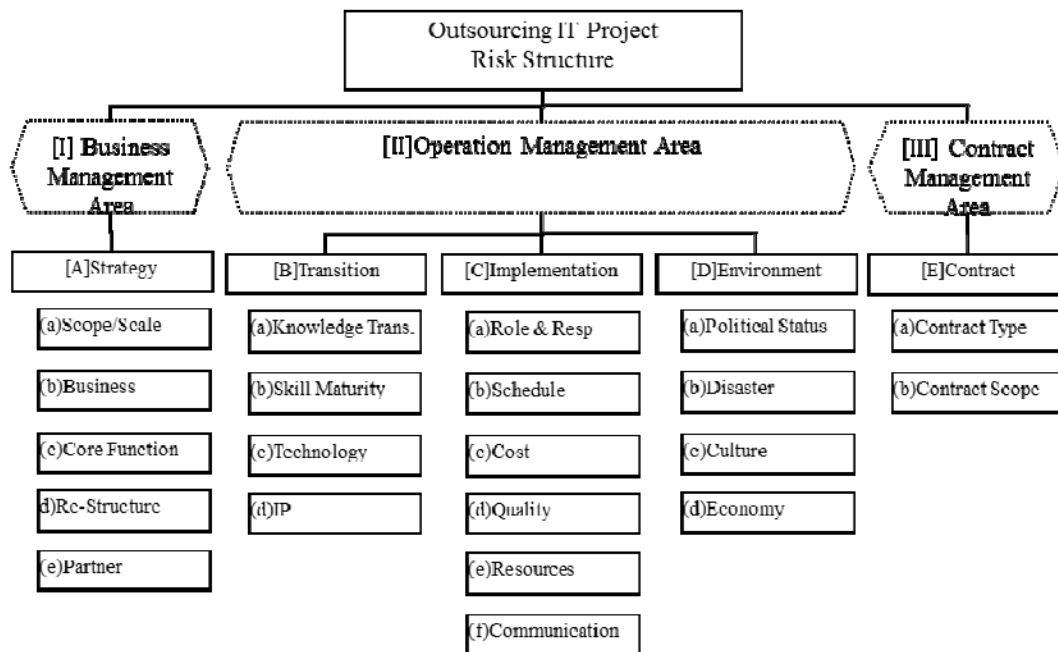 Outsourcing IT Project
Risk Structure
[I] Business
Management
Area
[II]Operation Management Area
[III] Contract
Management
Area
[A]Strategy
(a)Scope/Scale
(b)Business
(c)Core Function
d)Re-Structure
(e)Partner
[B]Transition
(a)Knowledge Trans.
(b)Skill Maturity
(c)Technology
(d)IP
[C]Implementation
(a)Role & Resp
(b)Schedule
(c)Cost
(d)Quality
(e)Resources
(f)Communication
[D]Environment
(a)Political Status
(b)Disaster
(c)Culture
(d)Economy
[E]Contract
(a)Contract Type
(b)Contract Scope